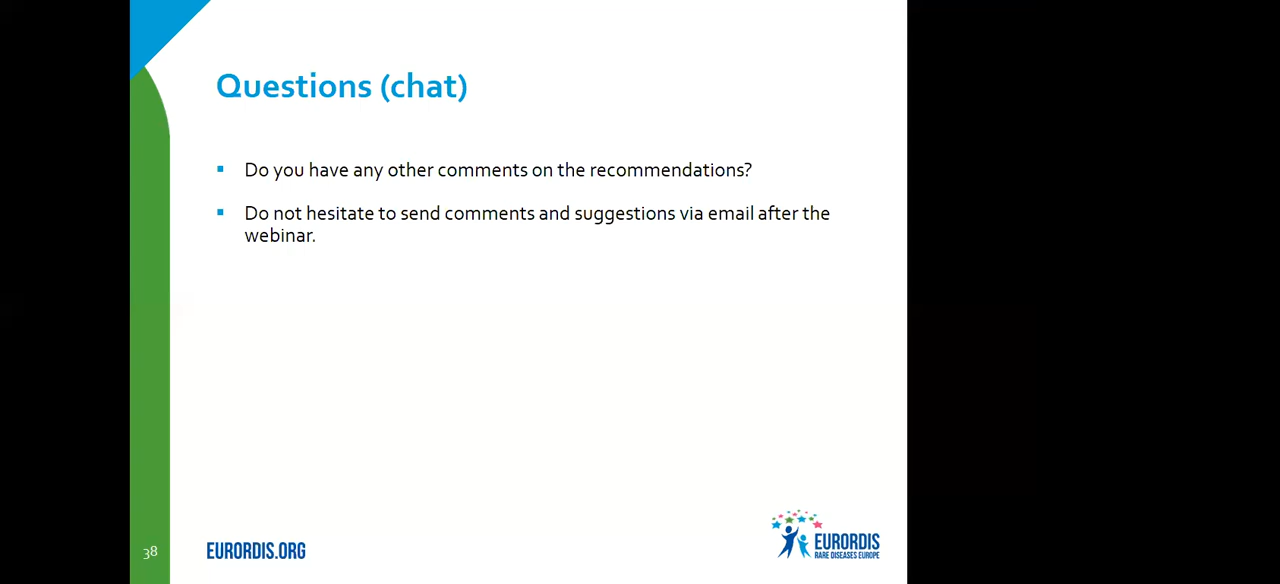 Questions (chat)
Do you have any other comments on the recommendations?
Do not hesitate to send comments and suggestions via email after the
webinar.
38
EURORDIS.ORG
EURORDIS
RARE DISEASES EUROPE